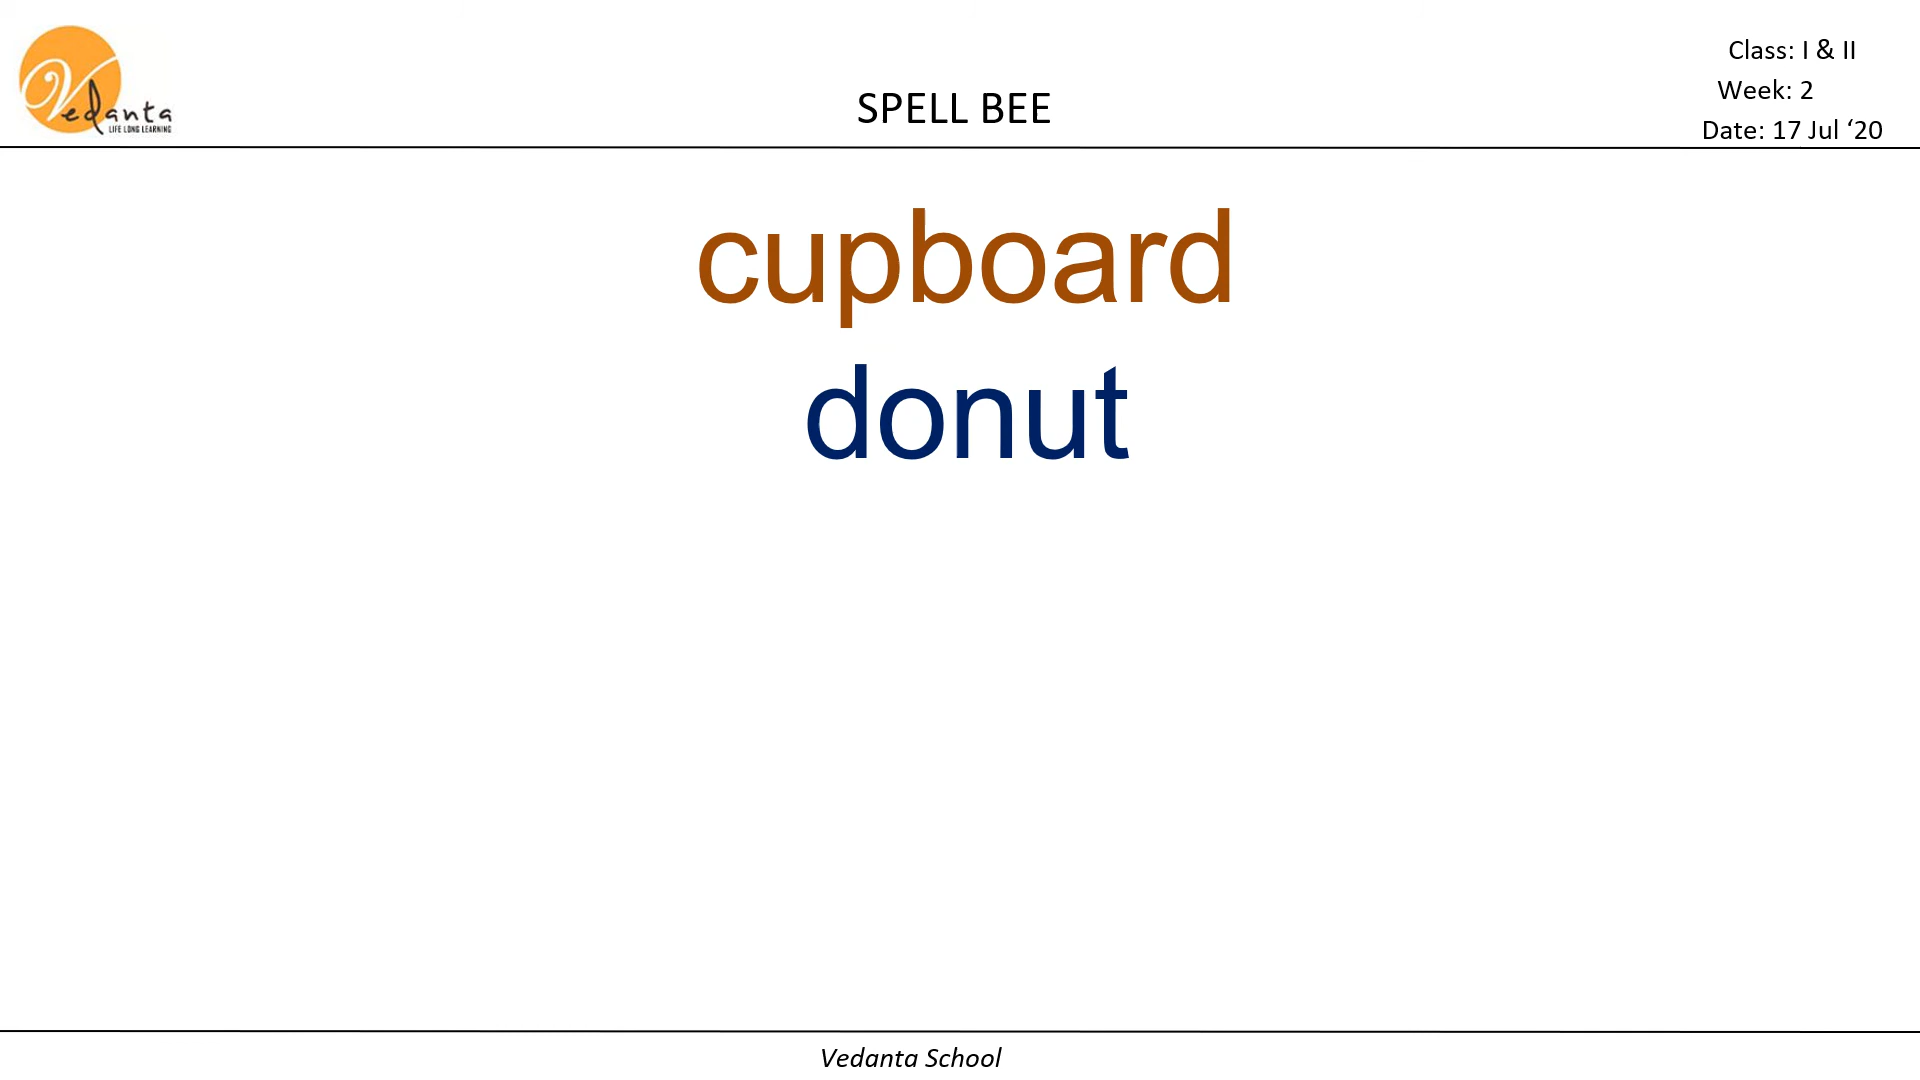 Vedanta
LIFE LONG LEARNING
SPELL BEE
Class: I & II
Week: 2
Date: 17 Jul ‘20
cupboard
donut
Vedanta School